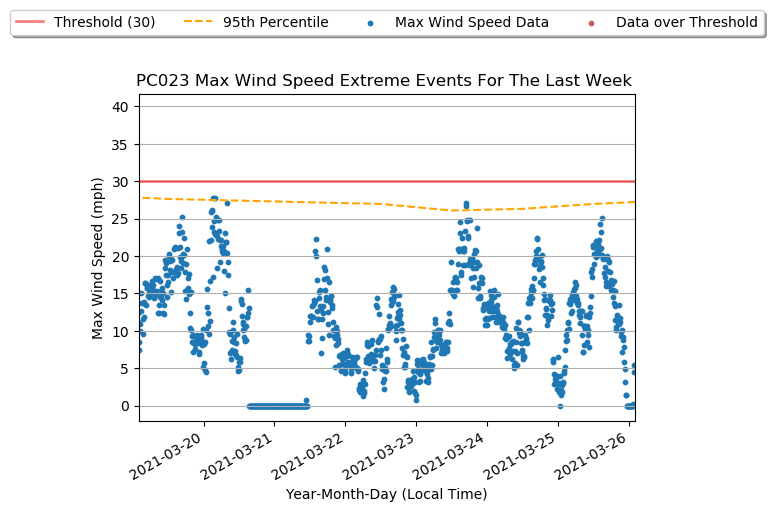 Threshold (30) 95th Percentile Max Wind Speed Data Data over Threshold
PC023 Max Wind Speed Extreme Events For The Last Week
40
35
30
25
20
15
10
5
0
Max Wind Speed (mph)
2021-03-20 2021-03-21 2021-03-22 2021-03-23 2021-03-24 2021-03-25 2021-03-26
Year-Month-Day (Local Time)